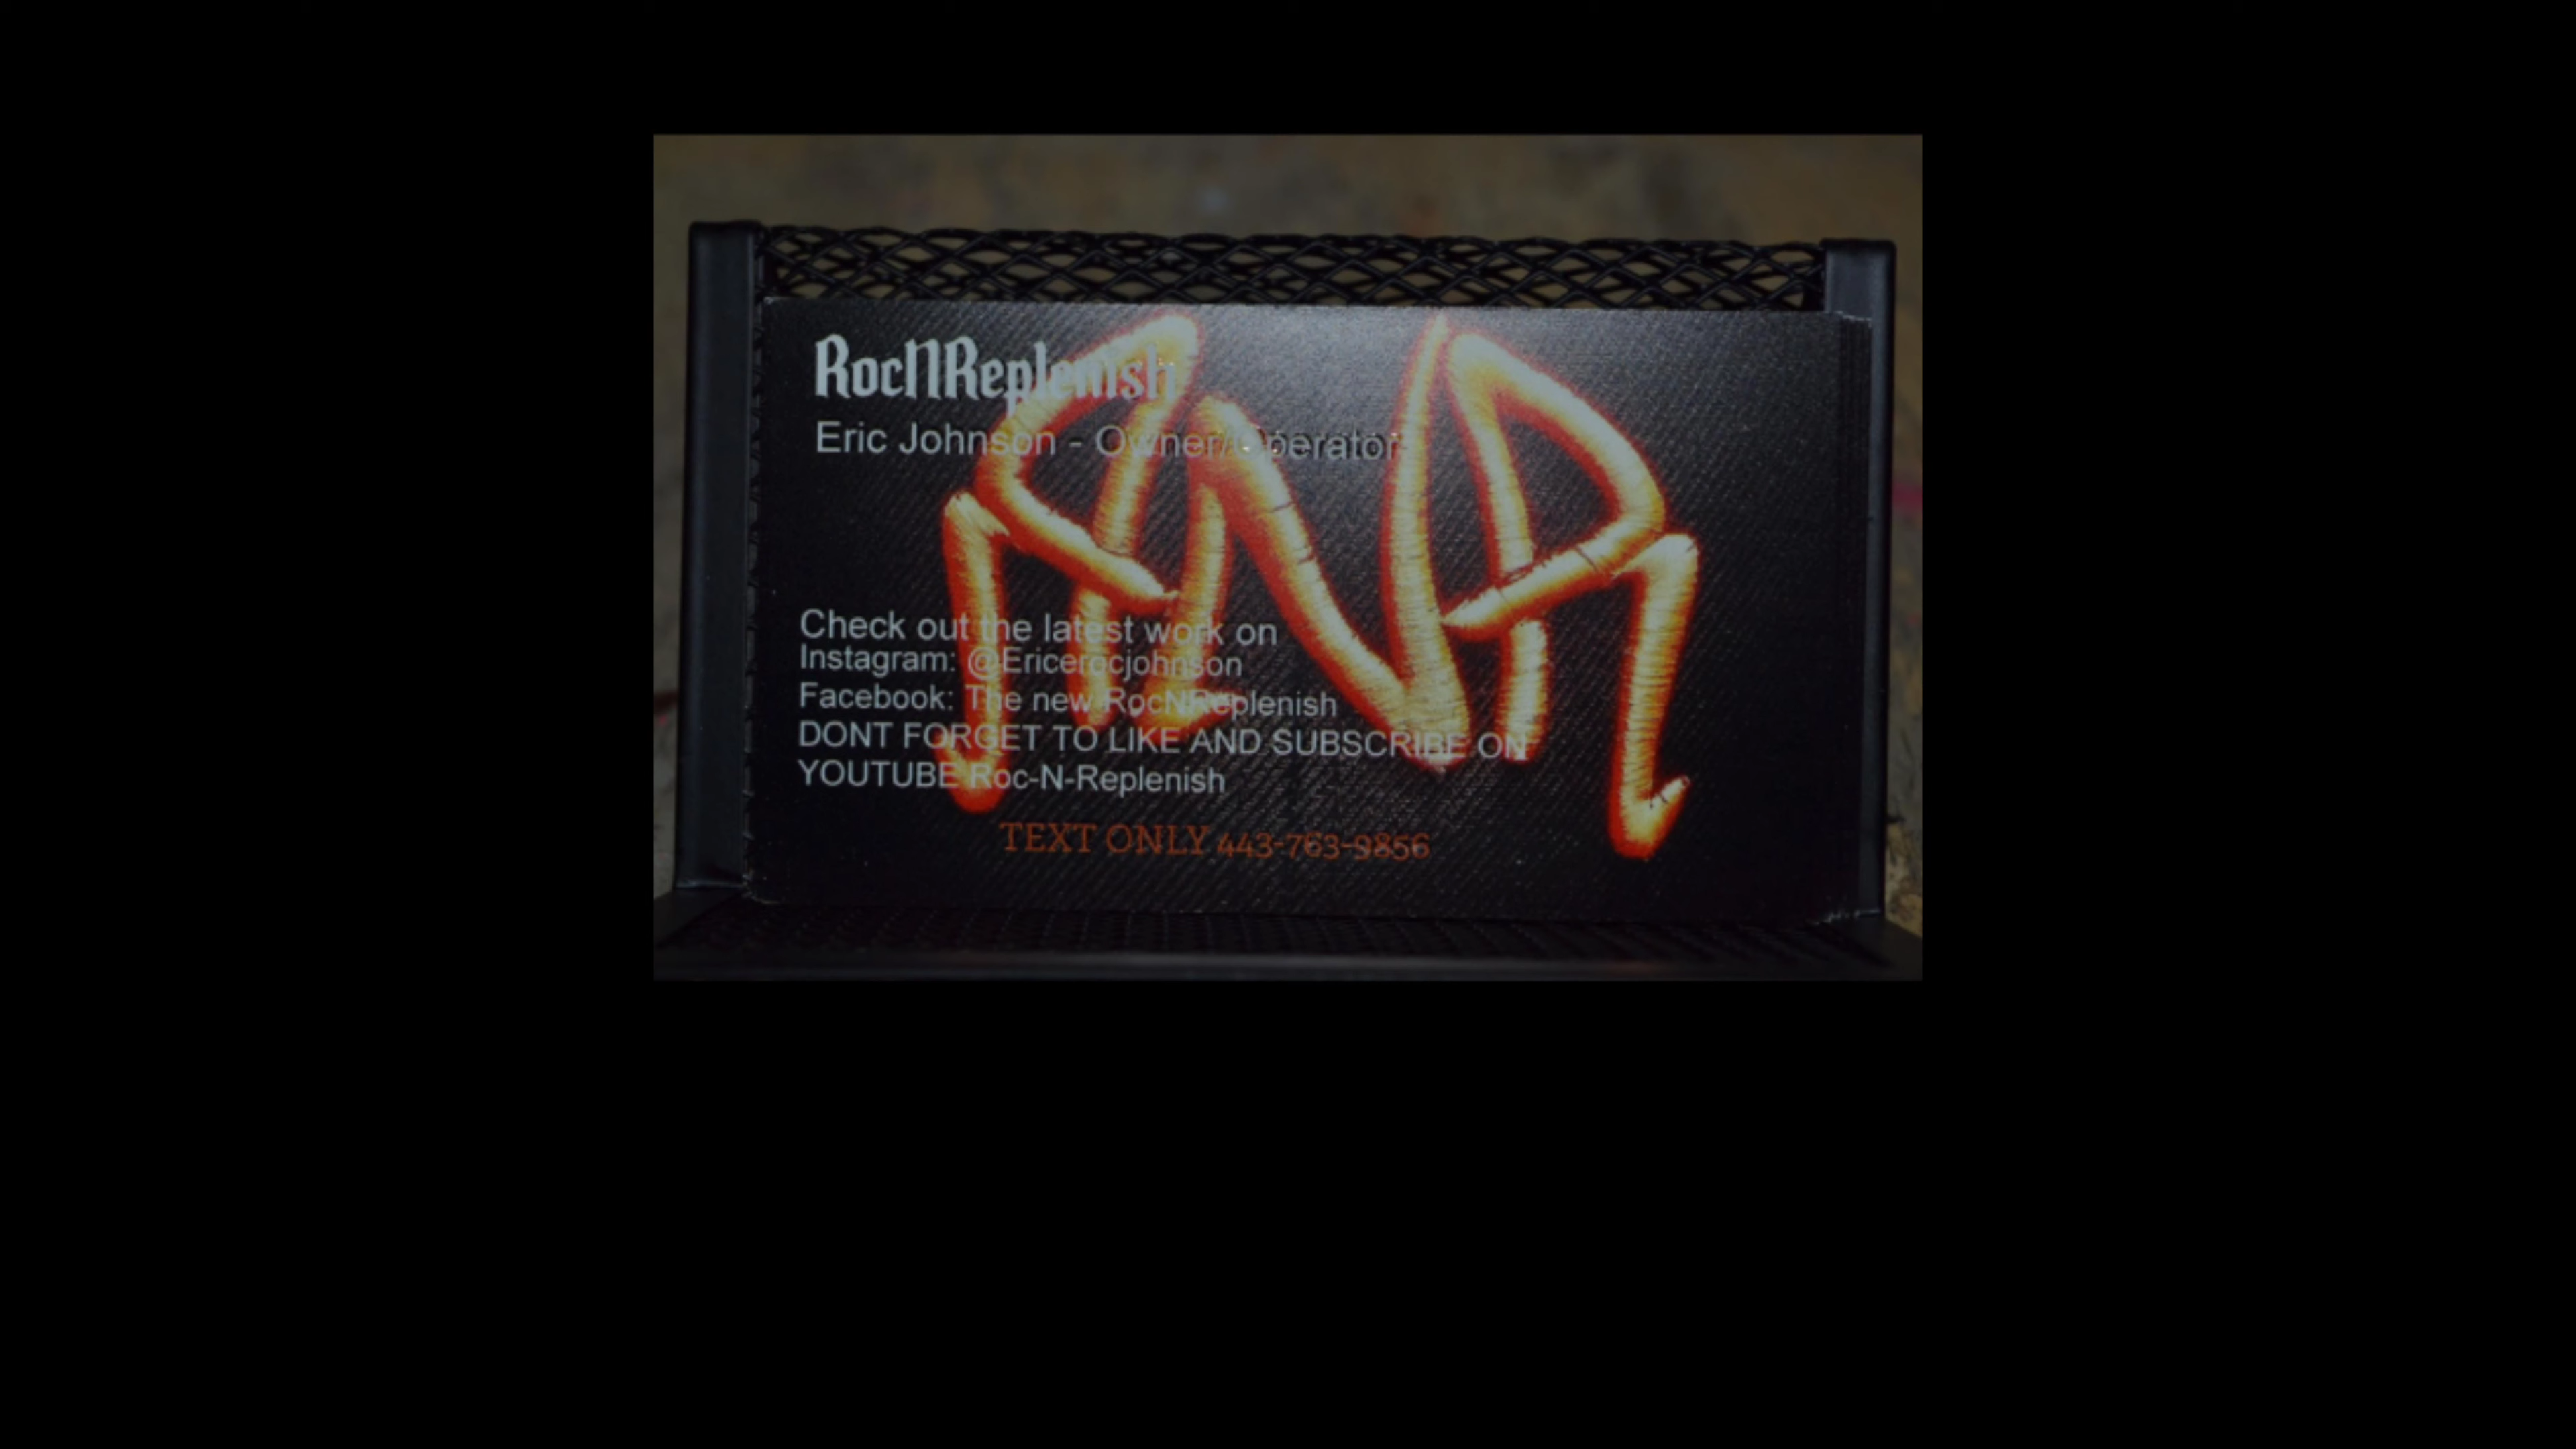 RocNReplenish
Eric Johnson - Owner/Operator
RNR
Check out the latest work on
Instagram: @Ericerocjohnson
Facebook: The new RocNReplenish
DONT FORGET TO LIKE AND SUBSCRIBE ON
YOUTUBE Roc-N-Replenish
TEXT ONLY 443-763-9856